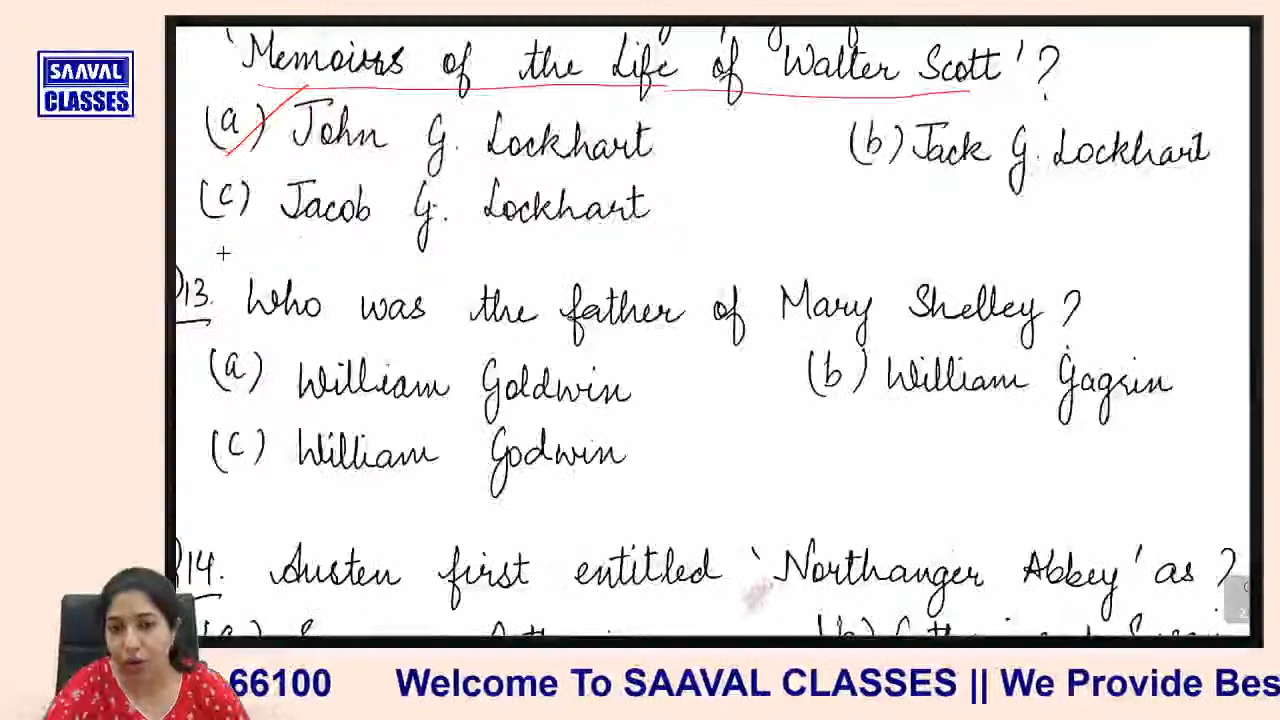 SAAVAL
CLASSES
'Memoirs of the Life of Walter Scott'?
(a) John G. Lockhart (b) Jack G. Lockhart
(c) Jacob G. Lockhart
Q13. Who was the father of Mary Shelley?
(a) William Goldwin (b) William Gagrin
(c) William Godwin
Q14. Austen first entitled 'Northanger Abbey' as?
66100 Welcome To SAAVAL CLASSES || We Provide Bes